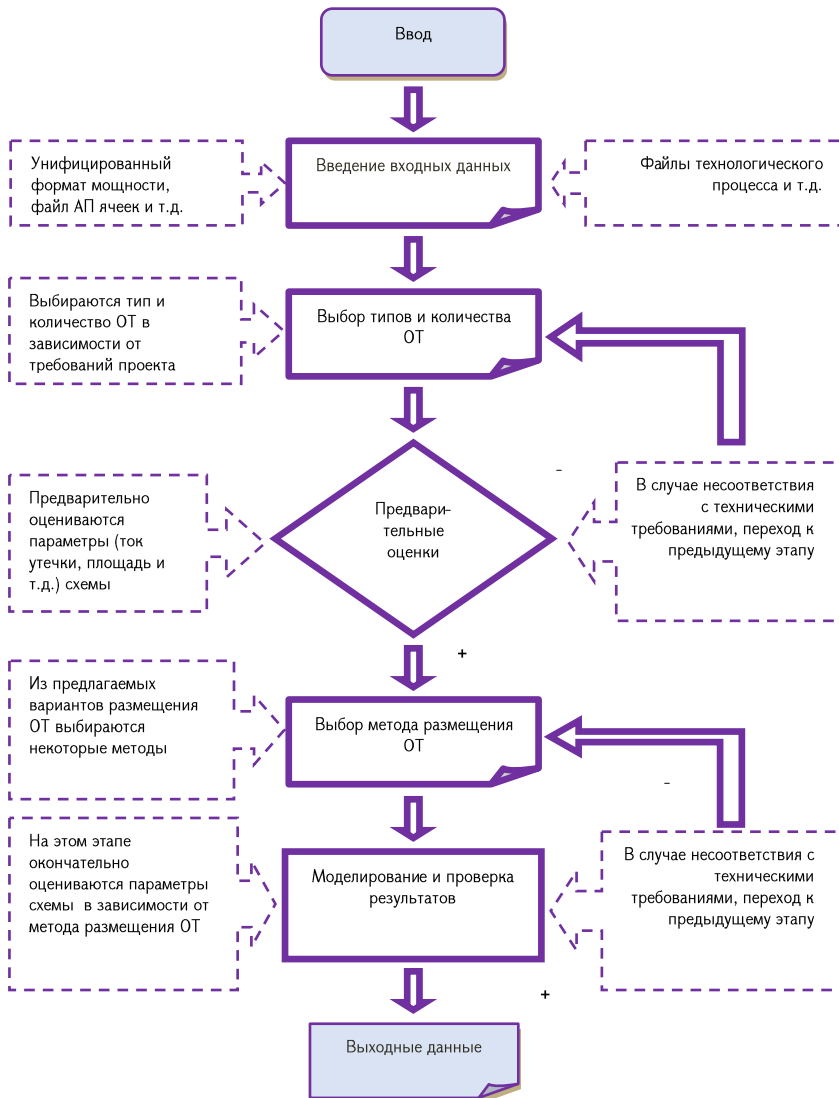 Ввод
Унифицированный
формат мощности,
файл АП ячеек и т.д.
Введение входных данных
Файлы технологического
процесса и т.д.
Выбираются тип и
количество ОТ в
зависимости от
требований проекта
Выбор типов и количества
ОТ
Предварительно
оцениваются
параметры (ток
утечки, площадь и
т.д.) схемы
Предвари-
тельные
оценки
–
В случае несоответствия
с техническими
требованиями, переход к
предыдущему этапу
+
Из предлагаемых
вариантов размещения
ОТ выбираются
некоторые методы
Выбор метода размещения
ОТ
–
На этом этапе
окончательно
оцениваются параметры
схемы в зависимости от
метода размещения ОТ
Моделирование и проверка
результатов
В случае несоответствия с
техническими
требованиями, переход к
предыдущему этапу
+
Выходные данные